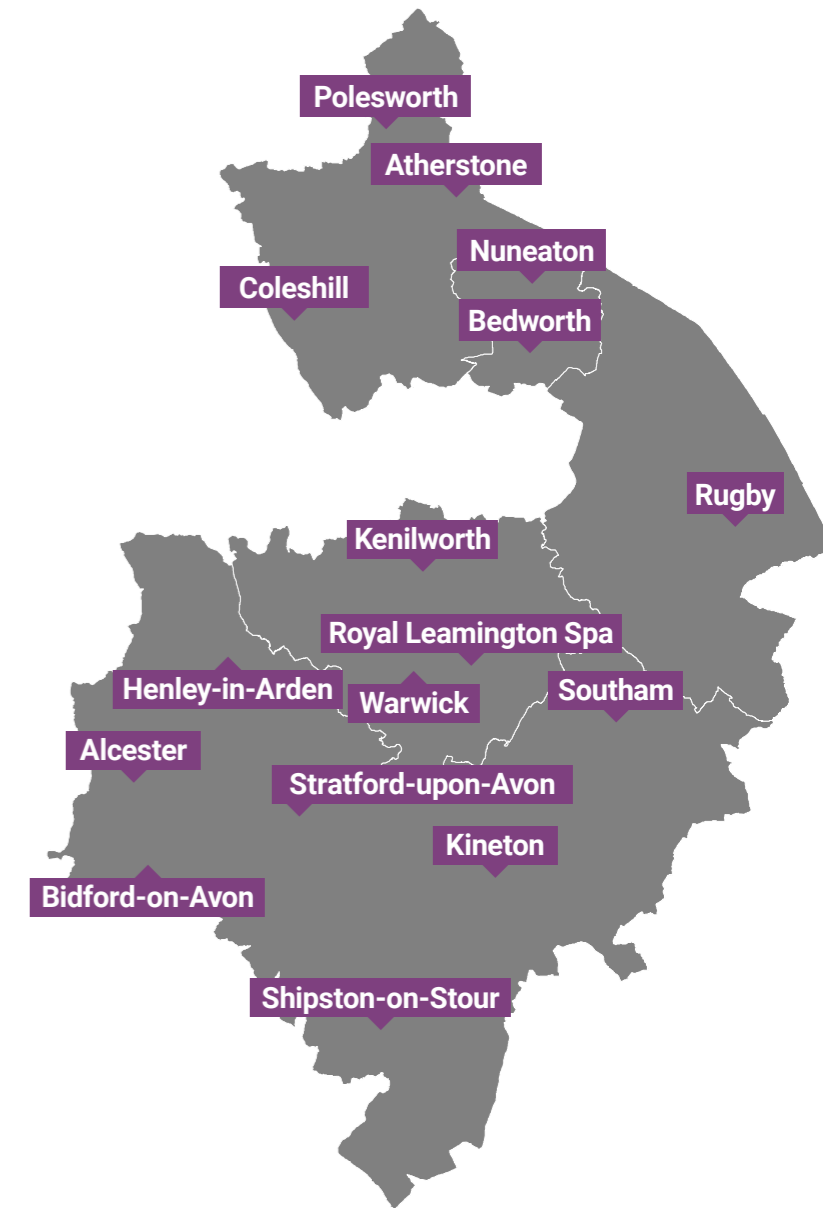 Polesworth
Atherstone
Nuneaton
Coleshill
Bedworth
Rugby
Kenilworth
Royal Leamington Spa
Henley-in-Arden
Southam
Warwick
Alcester
Stratford-upon-Avon
Kineton
Bidford-on-Avon
Shipston-on-Stour